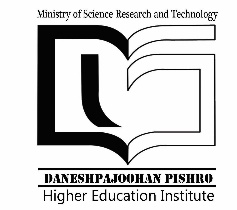 Ministry of Science Research and Technology
DANESHPAJOOHAN PISHRO
Higher Education Institute